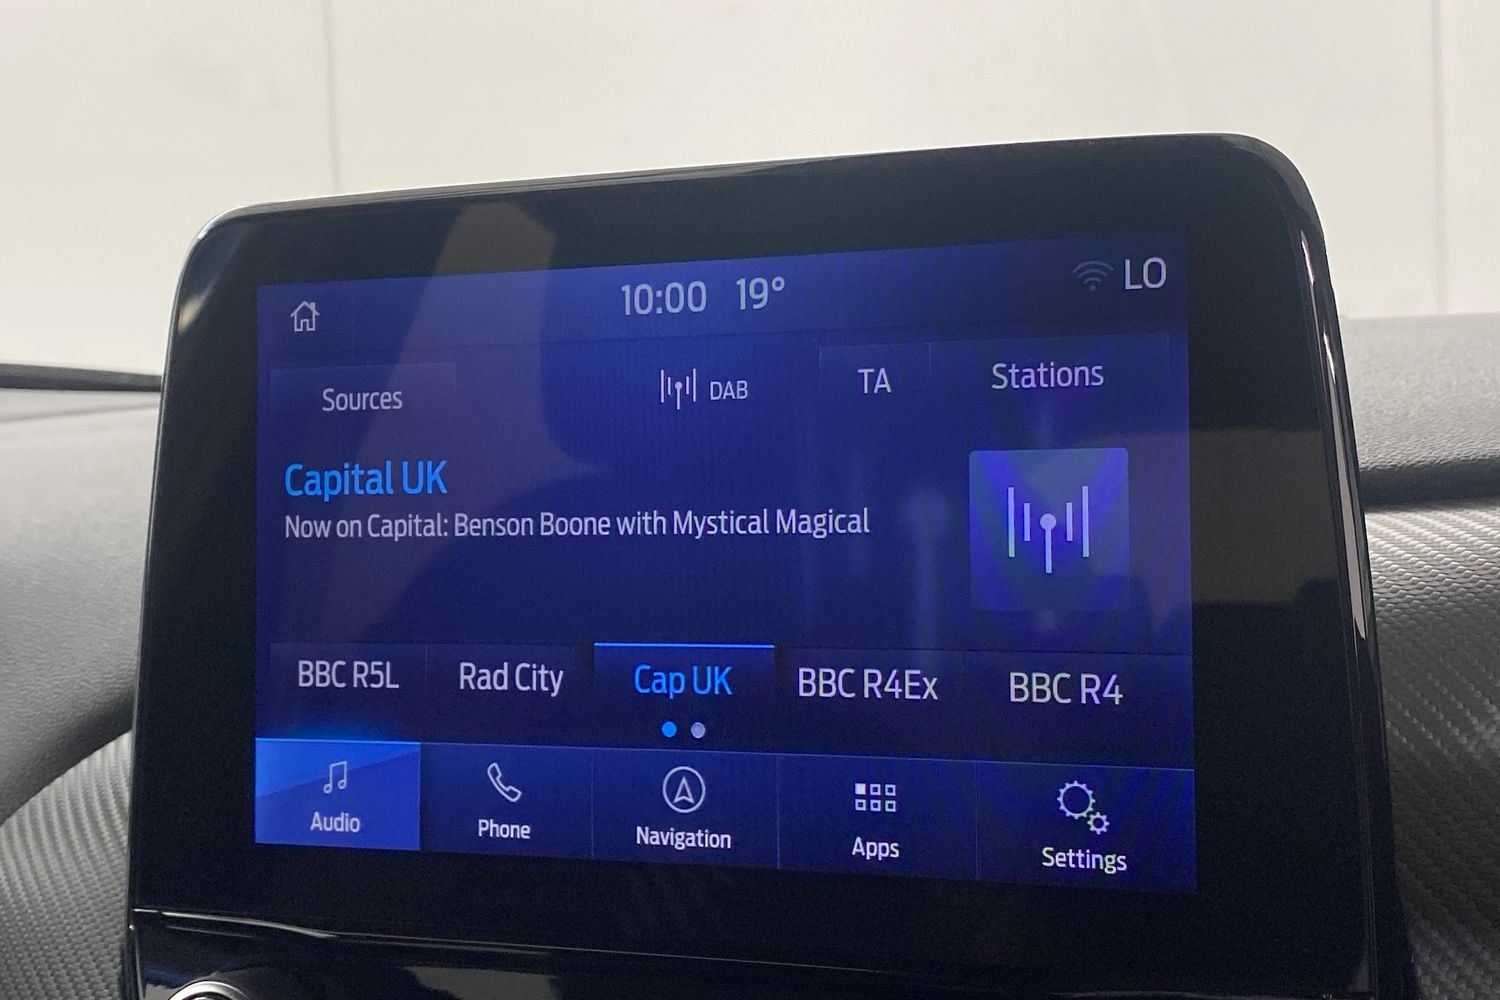 10:00 19° LO
Sources DAB TA Stations
Capital UK
Now on Capital: Benson Boone with Mystical Magical
BBC R5L Rad City Cap UK BBC R4Ex BBC R4
Audio Phone Navigation Apps Settings